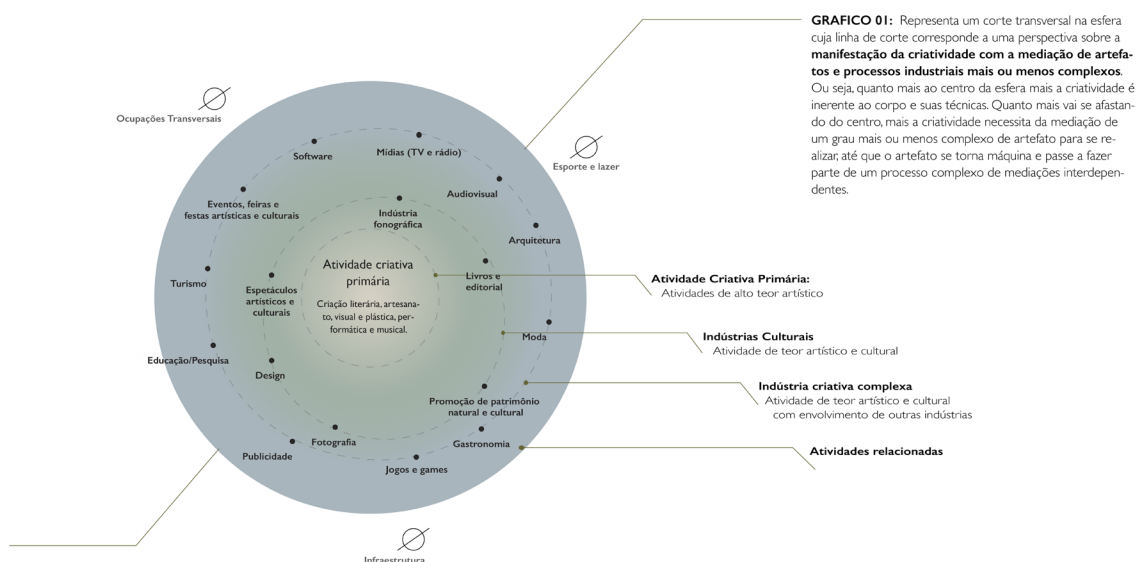 GRAFICO 01: Representa um corte transversal na esfera
cuja linha de corte corresponde a uma perspectiva sobre a
manifestação da criatividade com a mediação de artefa-
tos e processos industriais mais ou menos complexos.
Ou seja, quanto mais ao centro da esfera mais a criatividade é
inerente ao corpo e suas técnicas. Quanto mais vai se afastan-
do do centro, mais a criatividade necessita da mediação de
um grau mais ou menos complexo de artefato para se re-
alizar, até que o artefato se torna máquina e passe a fazer
parte de um processo complexo de mediações interdepen-
dentes.
Ocupações Transversais
Esporte e lazer
Software
Mídias (TV e rádio)
Audiovisual
Eventos, feiras e
festas artísticas e culturais
Indústria
fonográfica
Arquitetura
Atividade criativa
primária
Criação literária, artesana-
to, visual e plástica, per-
formática e musical.
Turismo
Espetáculos
artísticos e
culturais
Livros e
editorial
Moda
Educação/Pesquisa
Design
Promoção de patrimônio
natural e cultural
Fotografia
Gastronomia
Publicidade
Jogos e games
Atividade Criativa Primária:
Atividades de alto teor artístico
Indústrias Culturais
Atividade de teor artístico e cultural
Indústria criativa complexa
Atividade de teor artístico e cultural
com envolvimento de outras indústrias
Atividades relacionadas
Infraestrutura